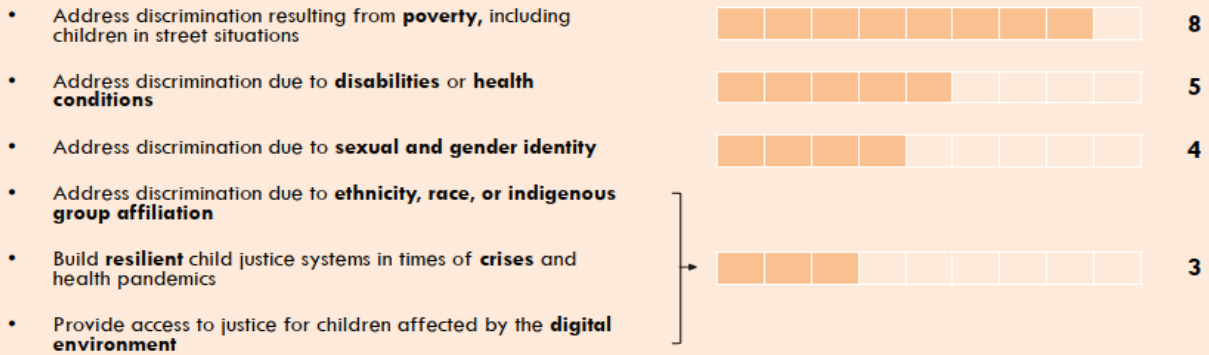 • Address discrimination resulting from poverty, including
children in street situations
8
• Address discrimination due to disabilities or health
conditions
5
• Address discrimination due to sexual and gender identity
4
• Address discrimination due to ethnicity, race, or indigenous
group affiliation
• Build resilient child justice systems in times of crises and
health pandemics
3
• Provide access to justice for children affected by the digital
environment